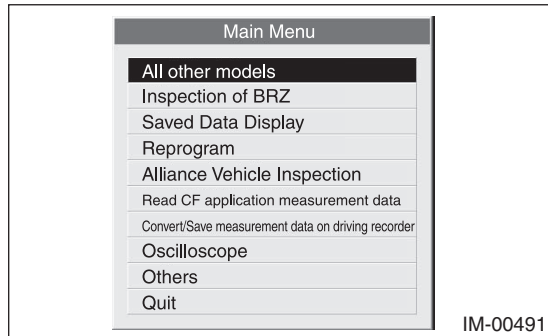 Main Menu
All other models
Inspection of BRZ
Saved Data Display
Reprogram
Alliance Vehicle Inspection
Read CF application measurement data
Convert/Save measurement data on driving recorder
Oscilloscope
Others
Quit
IM-00491